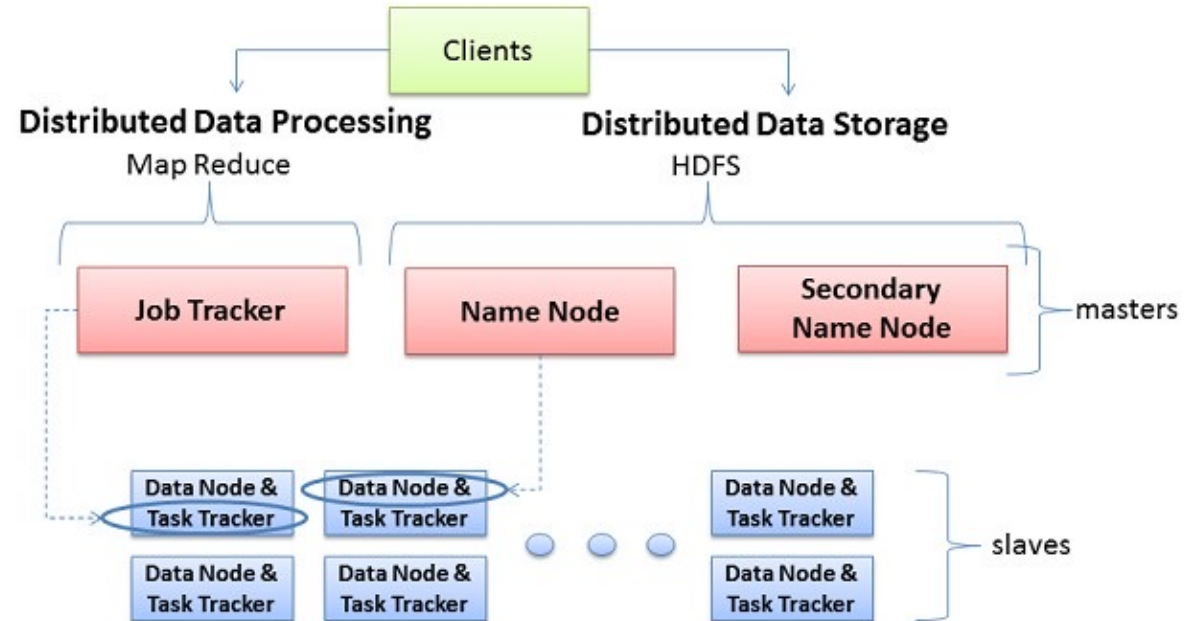 Clients
Distributed Data Processing
Map Reduce
Distributed Data Storage
HDFS
Job Tracker
Name Node
Secondary
Name Node
masters
Data Node &
Task Tracker
Data Node &
Task Tracker
Data Node &
Task Tracker
Data Node &
Task Tracker
Data Node &
Task Tracker
Data Node &
Task Tracker
slaves